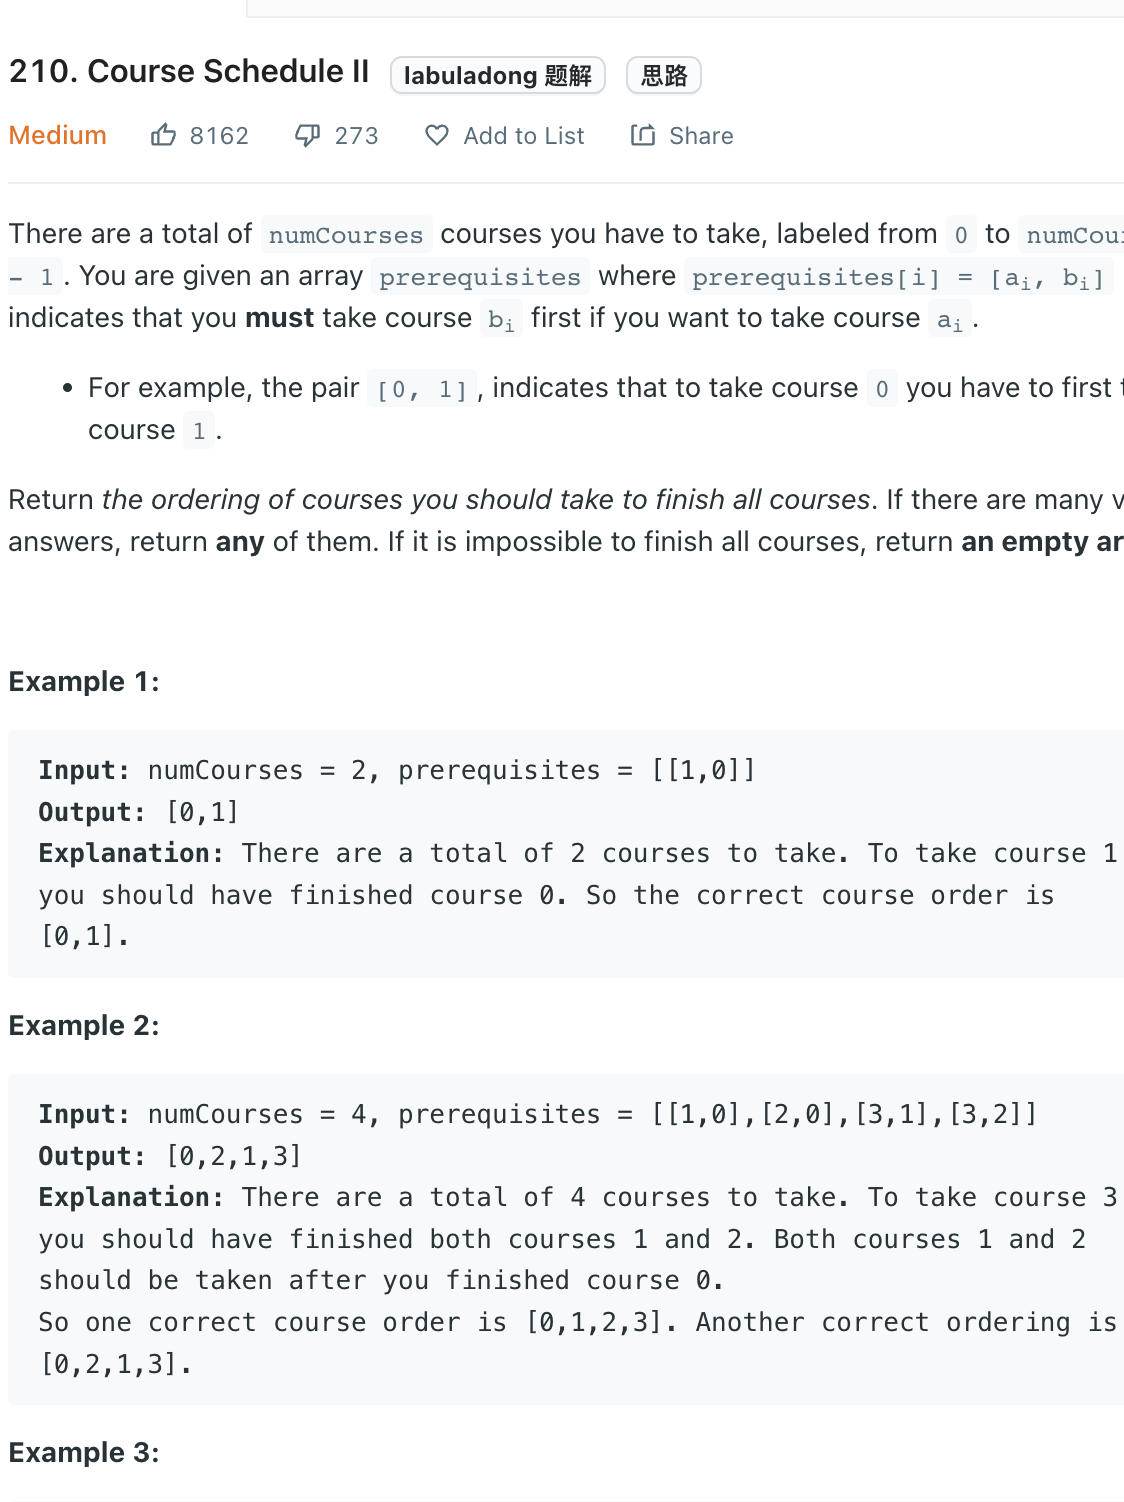 210. Course Schedule II labuladong 题解 思路
Medium 8162 273 Add to List Share
There are a total of numCourses courses you have to take, labeled from 0 to numCour
- 1. You are given an array prerequisites where prerequisites[i] = [ai, bi]
indicates that you must take course bi first if you want to take course ai.
• For example, the pair [0, 1], indicates that to take course 0 you have to first t
course 1.
Return the ordering of courses you should take to finish all courses. If there are many v
answers, return any of them. If it is impossible to finish all courses, return an empty ar
Example 1:
Input: numCourses = 2, prerequisites = [[1,0]]
Output: [0,1]
Explanation: There are a total of 2 courses to take. To take course 1
you should have finished course 0. So the correct course order is
[0,1].
Example 2:
Input: numCourses = 4, prerequisites = [[1,0],[2,0],[3,1],[3,2]]
Output: [0,2,1,3]
Explanation: There are a total of 4 courses to take. To take course 3
you should have finished both courses 1 and 2. Both courses 1 and 2
should be taken after you finished course 0.
So one correct course order is [0,1,2,3]. Another correct ordering is
[0,2,1,3].
Example 3: